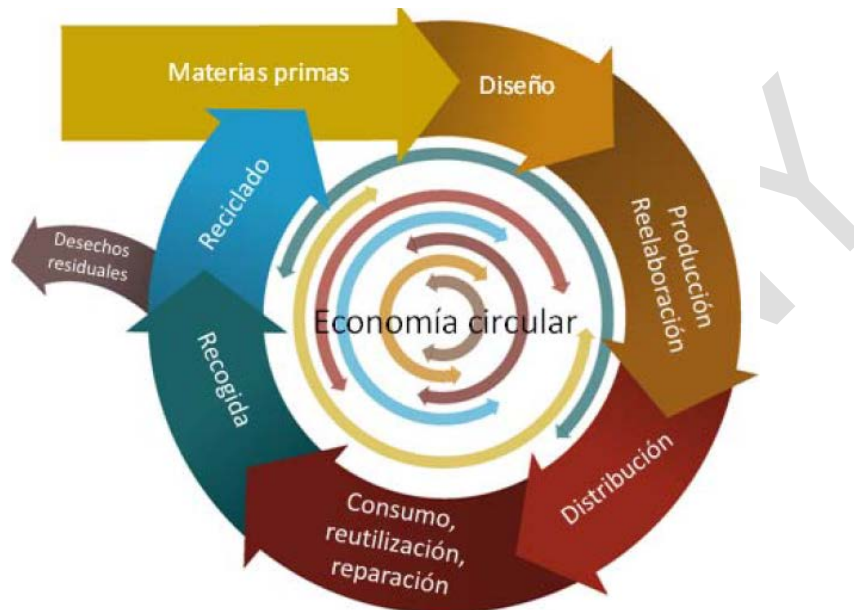 Materias primas
Diseño
Producción
Reelaboración
Distribución
Consumo,
reutilización,
reparación
Recogida
Reciclado
Desechos
residuales
Economía circular